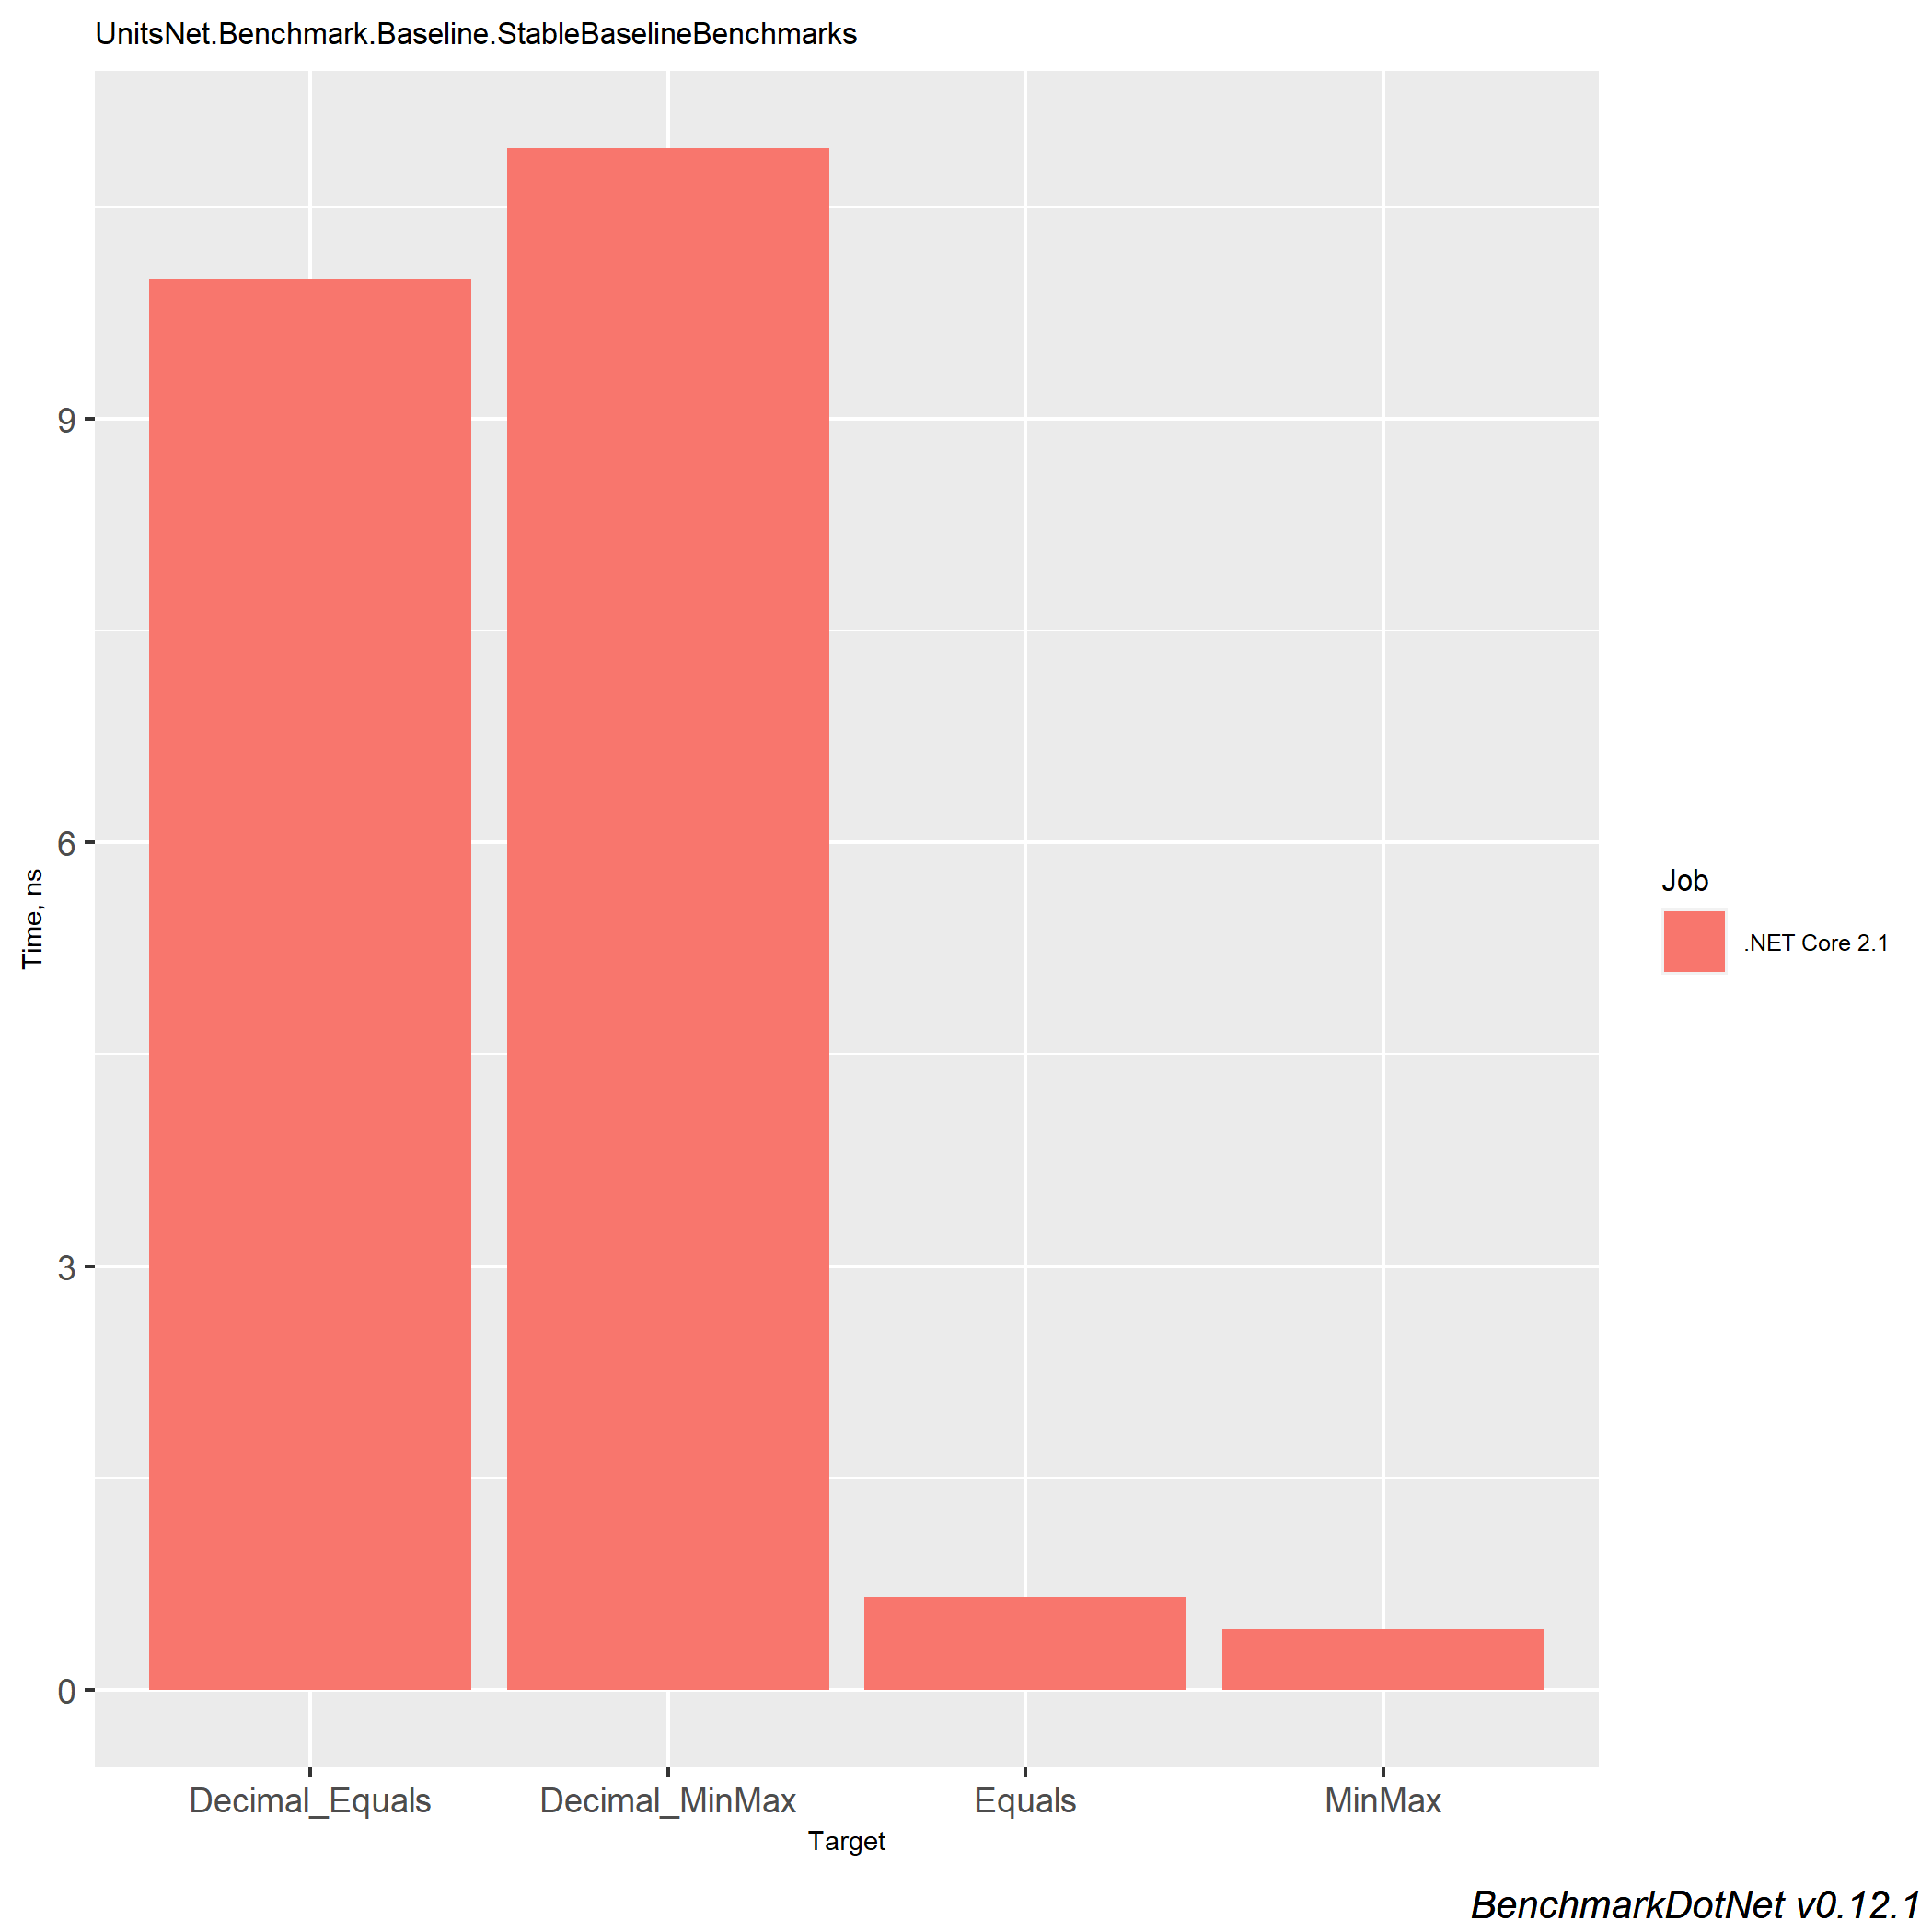 UnitsNet.Benchmark.Baseline.StableBaselineBenchmarks
9
6
3
0
Time, ns
Decimal_Equals Decimal_MinMax Equals MinMax
Target
Job
.NET Core 2.1
BenchmarkDotNet v0.12.1